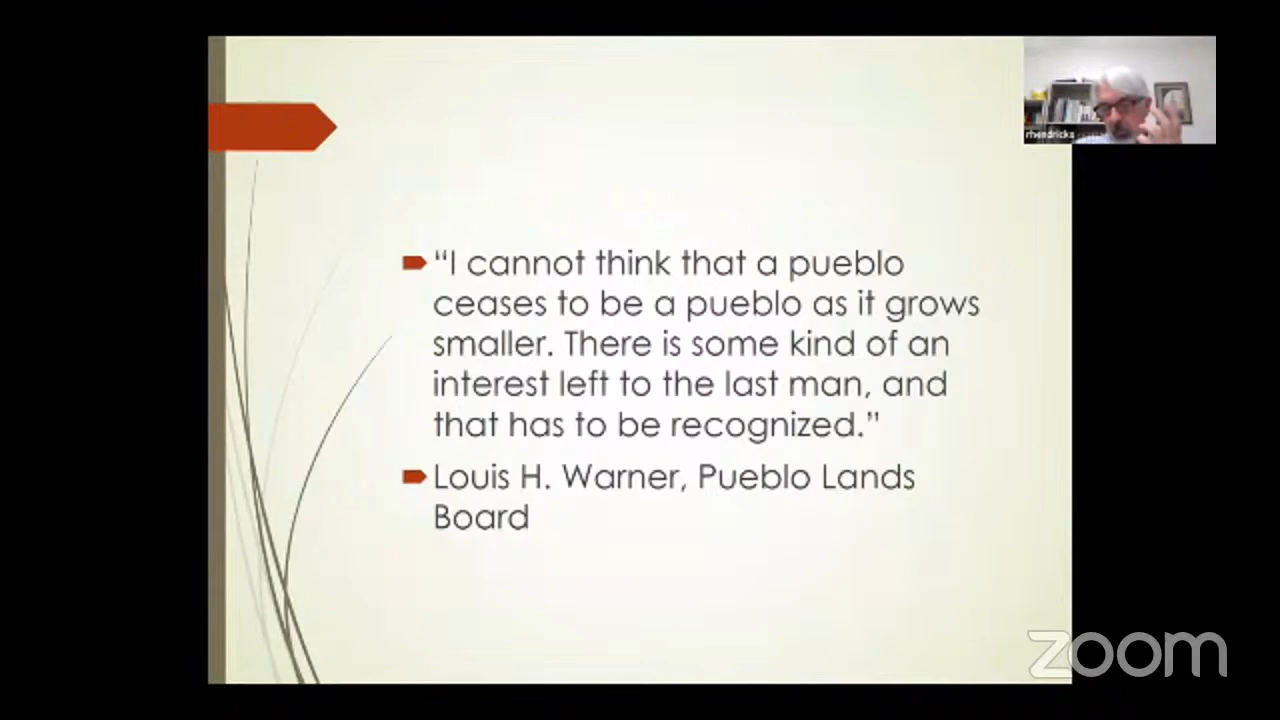 rhendricks
“I cannot think that a pueblo
ceases to be a pueblo as it grows
smaller. There is some kind of an
interest left to the last man, and
that has to be recognized.”
Louis H. Warner, Pueblo Lands
Board
zoom